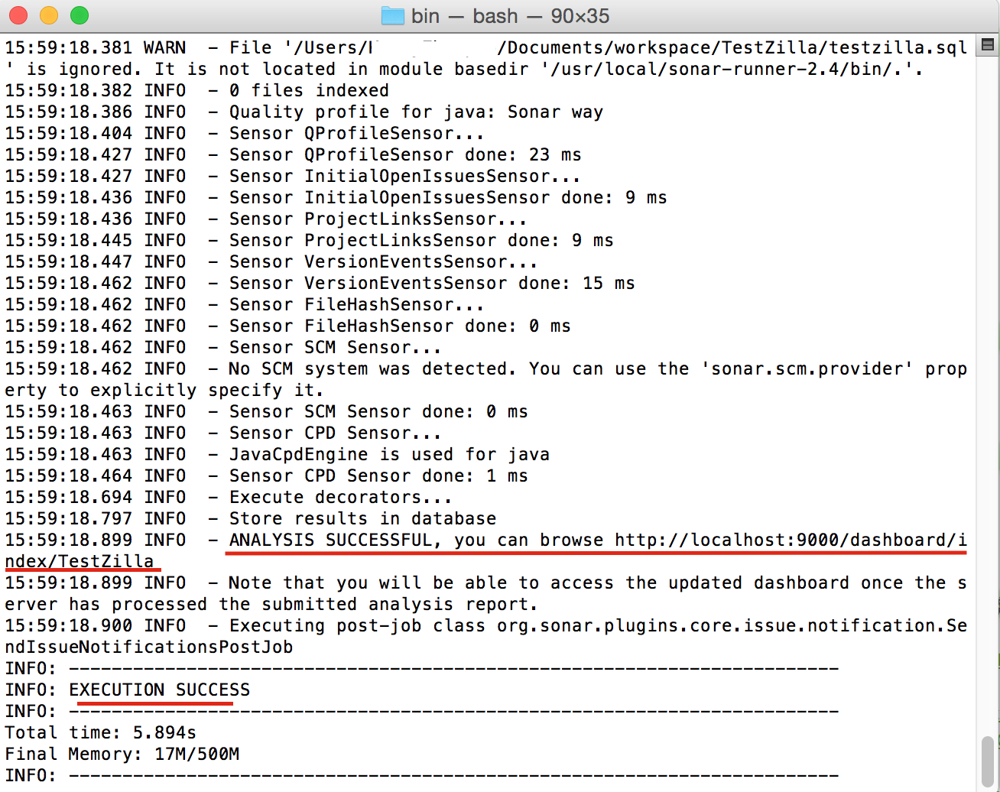 bin — bash — 90×35
15:59:18.381 WARN  - File '/Users/ /Documents/workspace/TestZilla/testzilla.sql
' is ignored. It is not located in module basedir '/usr/local/sonar-runner-2.4/bin/.'.
15:59:18.382 INFO  - 0 files indexed
15:59:18.386 INFO  - Quality profile for java: Sonar way
15:59:18.404 INFO  - Sensor QProfileSensor...
15:59:18.427 INFO  - Sensor QProfileSensor done: 23 ms
15:59:18.427 INFO  - Sensor InitialOpenIssuesSensor...
15:59:18.436 INFO  - Sensor InitialOpenIssuesSensor done: 9 ms
15:59:18.436 INFO  - Sensor ProjectLinksSensor...
15:59:18.445 INFO  - Sensor ProjectLinksSensor done: 9 ms
15:59:18.447 INFO  - Sensor VersionEventsSensor...
15:59:18.462 INFO  - Sensor VersionEventsSensor done: 15 ms
15:59:18.462 INFO  - Sensor FileHashSensor...
15:59:18.462 INFO  - Sensor FileHashSensor done: 0 ms
15:59:18.462 INFO  - Sensor SCM Sensor...
15:59:18.462 INFO  - No SCM system was detected. You can use the 'sonar.scm.provider' prop
erty to explicitly specify it.
15:59:18.463 INFO  - Sensor SCM Sensor done: 0 ms
15:59:18.463 INFO  - Sensor CPD Sensor...
15:59:18.463 INFO  - JavaCpdEngine is used for java
15:59:18.464 INFO  - Sensor CPD Sensor done: 1 ms
15:59:18.694 INFO  - Execute decorators...
15:59:18.797 INFO  - Store results in database
15:59:18.899 INFO  - ANALYSIS SUCCESSFUL, you can browse http://localhost:9000/dashboard/i
ndex/TestZilla
15:59:18.899 INFO  - Note that you will be able to access the updated dashboard once the s
erver has processed the submitted analysis report.
15:59:18.900 INFO  - Executing post-job class org.sonar.plugins.core.issue.notification.Se
ndIssueNotificationsPostJob
INFO: ------------------------------------------------------------------------
INFO: EXECUTION SUCCESS
INFO: ------------------------------------------------------------------------
Total time: 5.894s
Final Memory: 17M/500M
INFO: ------------------------------------------------------------------------